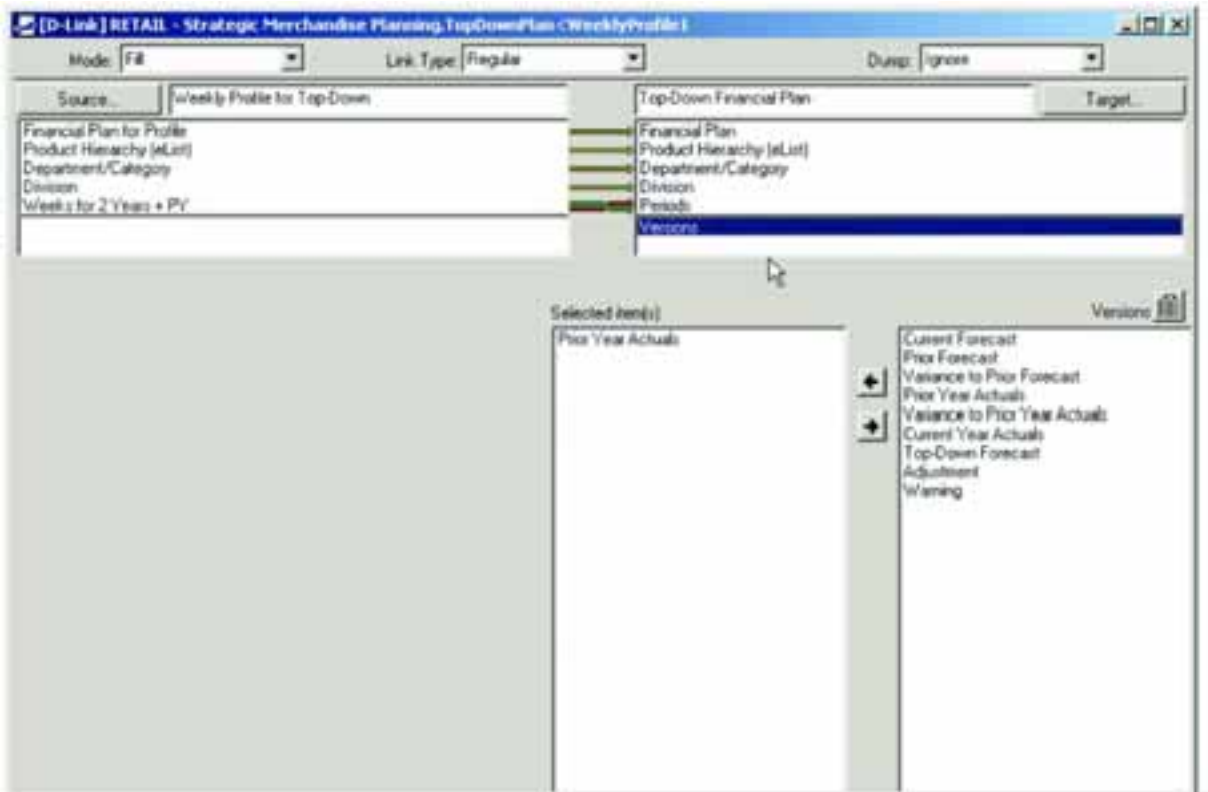 [D-Link] RETAIL - Strategic Merchandise Planning.TopDownPlan <WeeklyProfile1
Mode: Fill Link Type: Regular Dump: Ignore
Source... Weekly Profile for Top-Down Top-Down Financial Plan Target...
Financial Plan for Profile Financial Plan
Product Hierarchy (eList) Product Hierarchy (eList)
Department/Category Department/Category
Division Division
Weeks for 2 Years + PY Periods
Versions
Selected item(s) Versions
Prior Year Actuals
Current Forecast
Prior Forecast
Variance to Prior Forecast
Prior Year Actuals
Variance to Prior Year Actuals
Current Year Actuals
Top-Down Forecast
Adjustment
Warning